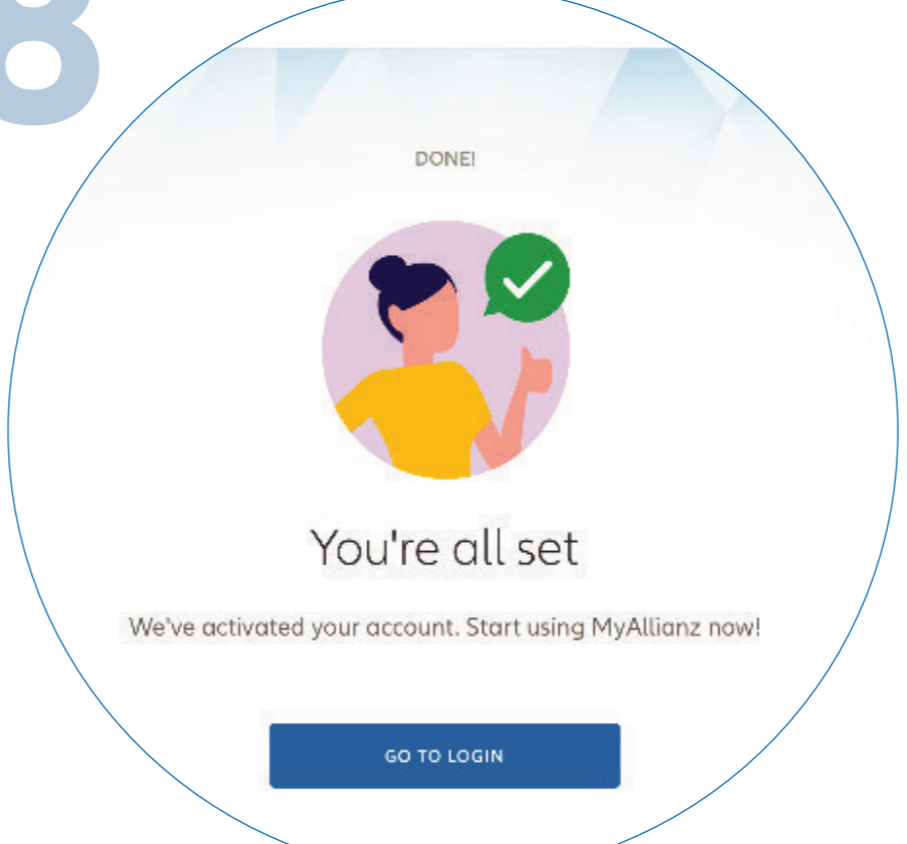 8
DONE!
You're all set
We've activated your account. Start using MyAllianz now!
GO TO LOGIN